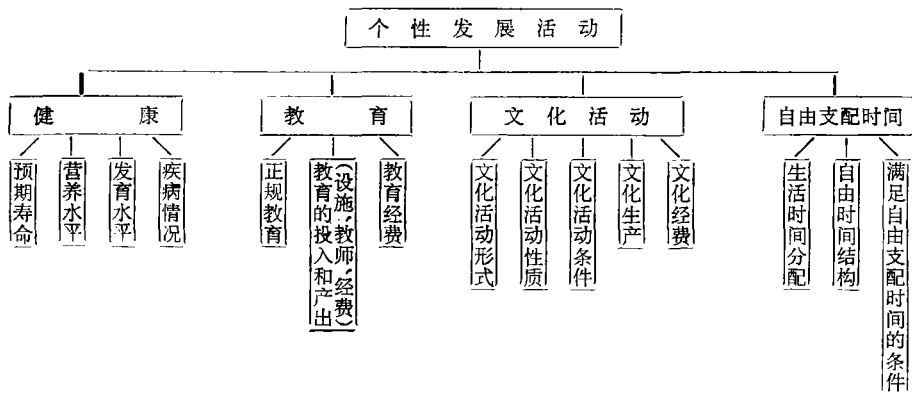 个性发展活动
健康
教育
文化活动
自由支配时间
预期寿命
营养水平
发育水平
疾病情况
正规教育
教育的投入和产出
(设施、教师、经费)
教育经费
文化活动形式
文化活动性质
文化活动条件
文化生产
文化经费
生活时间分配
自由时间结构
满足自由支配时间的条件